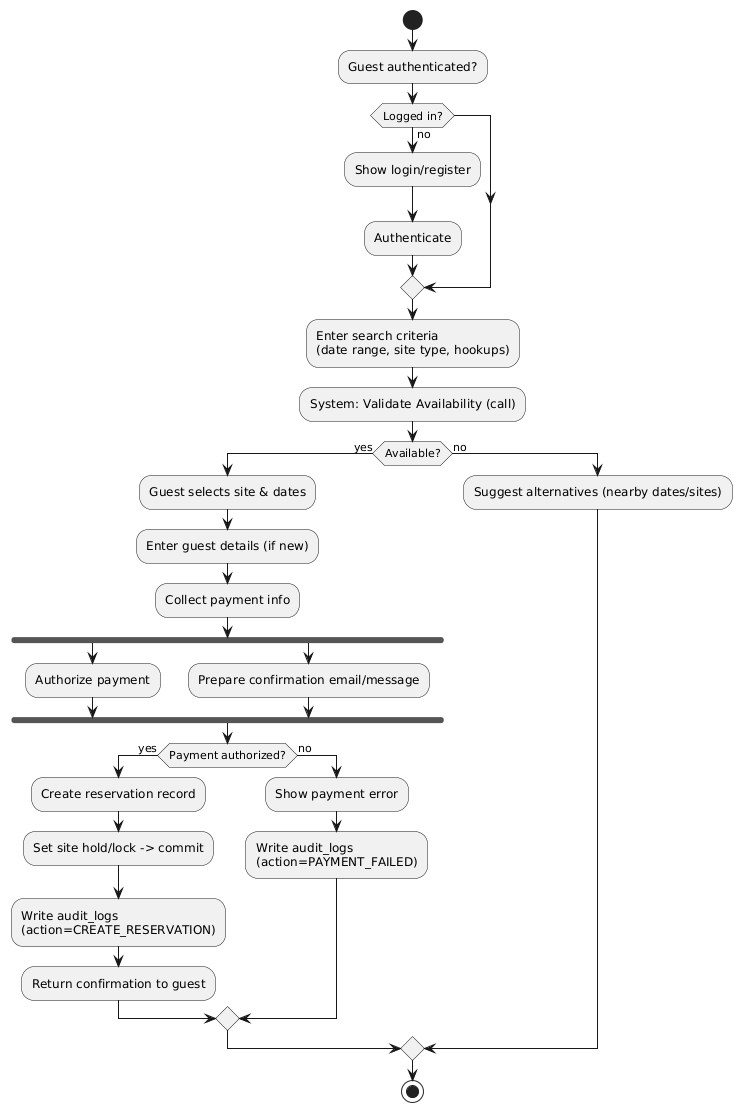 Guest authenticated?
Logged in?
no
Show login/register
Authenticate
Enter search criteria
(date range, site type, hookups)
System: Validate Availability (call)
yes
Available?
no
Guest selects site & dates
Suggest alternatives (nearby dates/sites)
Enter guest details (if new)
Collect payment info
Authorize payment
Prepare confirmation email/message
yes
Payment authorized?
no
Create reservation record
Show payment error
Set site hold/lock -> commit
Write audit_logs
(action=PAYMENT_FAILED)
Write audit_logs
(action=CREATE_RESERVATION)
Return confirmation to guest